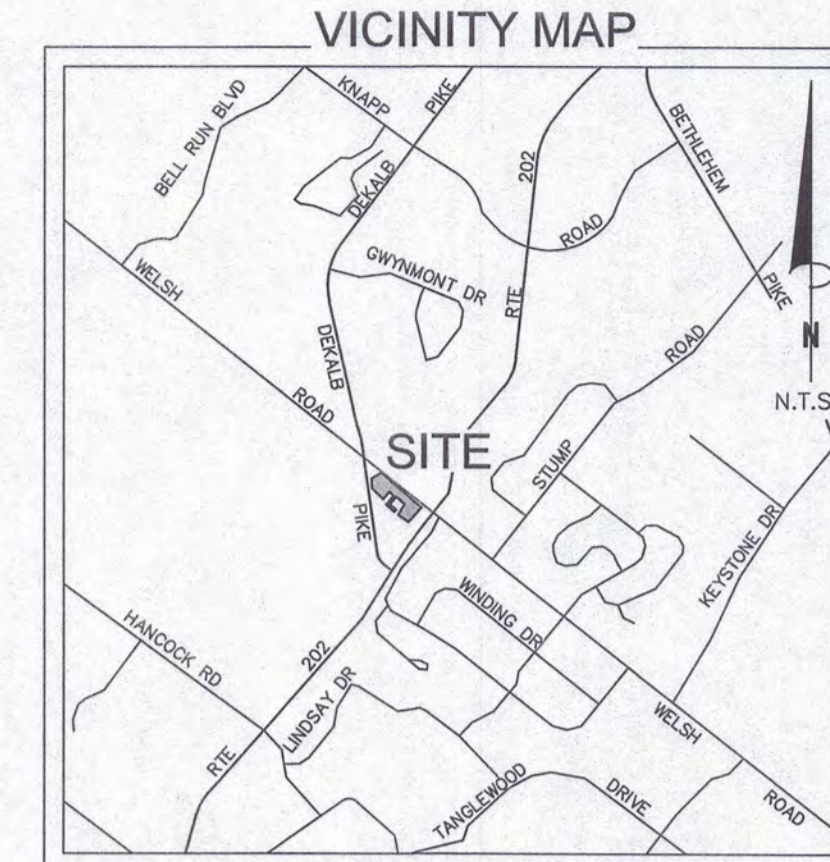 VICINITY MAP
KNAPP
PIKE
BELL RUN BLVD
DEKALB
202
BETHLEHEM
ROAD
GWYNMONT DR
WELSH
RTE
PIKE
DEKALB
ROAD
N
ROAD
N.T.S
SITE
STUMP
PIKE
KEYSTONE DR
WINDING DR
HANCOCK RD
202
LINDSAY DR
WELSH
RTE
TANGLEWOOD
DRIVE
ROAD